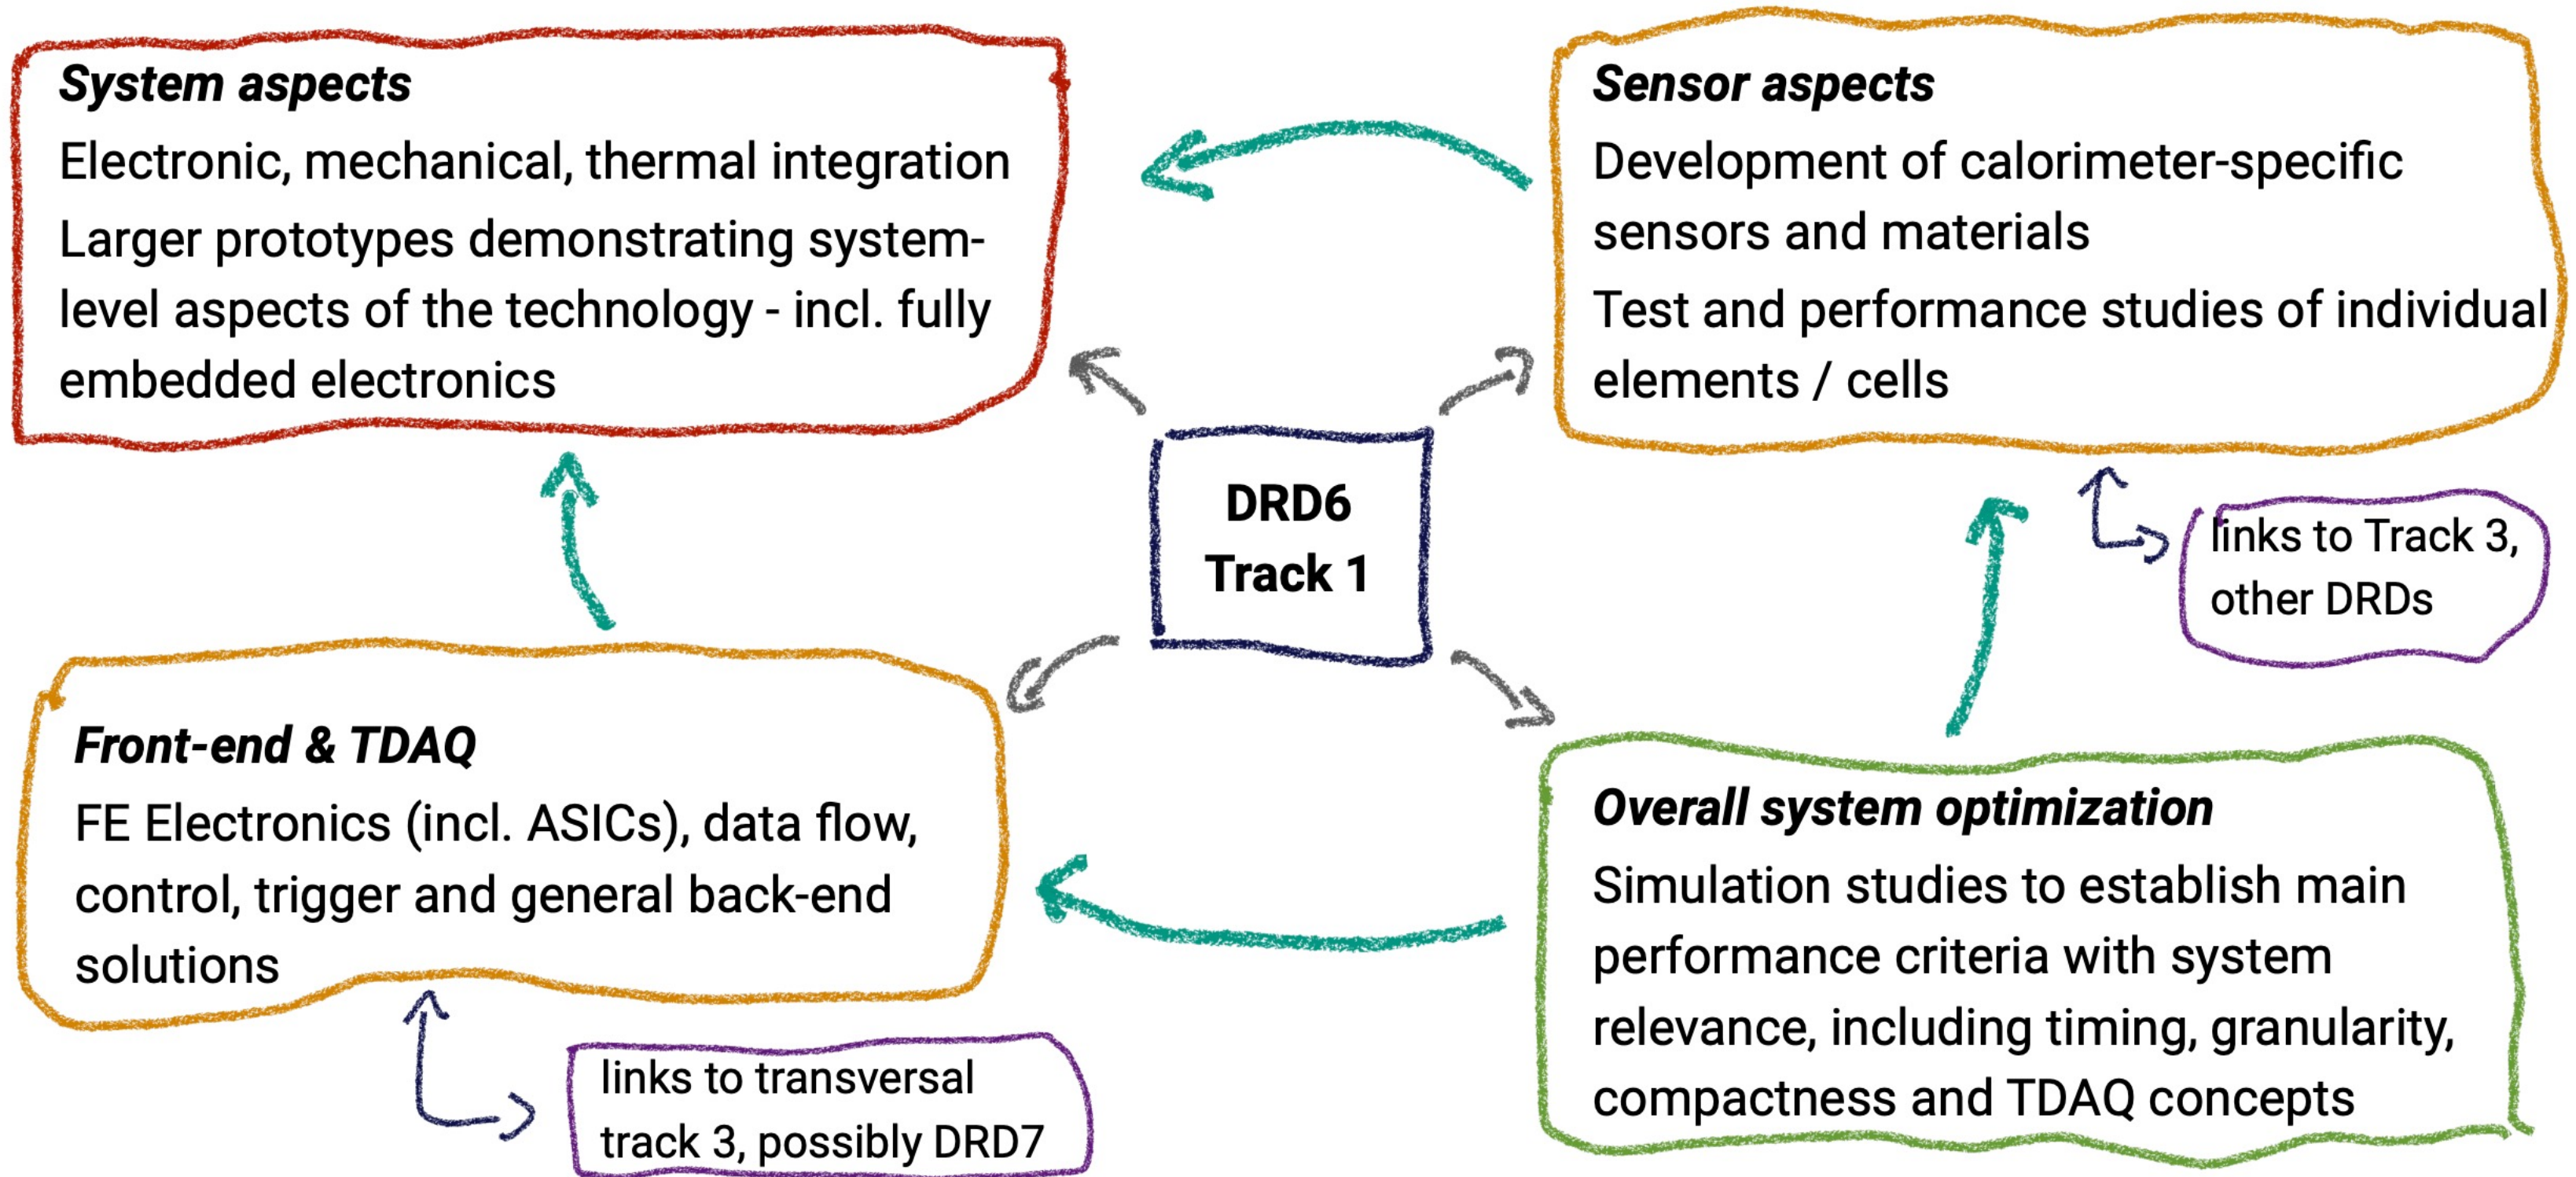 System aspects
Electronic, mechanical, thermal integration
Larger prototypes demonstrating system-
level aspects of the technology - incl. fully
embedded electronics
Sensor aspects
Development of calorimeter-specific
sensors and materials
Test and performance studies of individual
elements / cells
DRD6
Track 1
links to Track 3,
other DRDs
Front-end & TDAQ
FE Electronics (incl. ASICs), data flow,
control, trigger and general back-end
solutions
links to transversal
track 3, possibly DRD7
Overall system optimization
Simulation studies to establish main
performance criteria with system
relevance, including timing, granularity,
compactness and TDAQ concepts